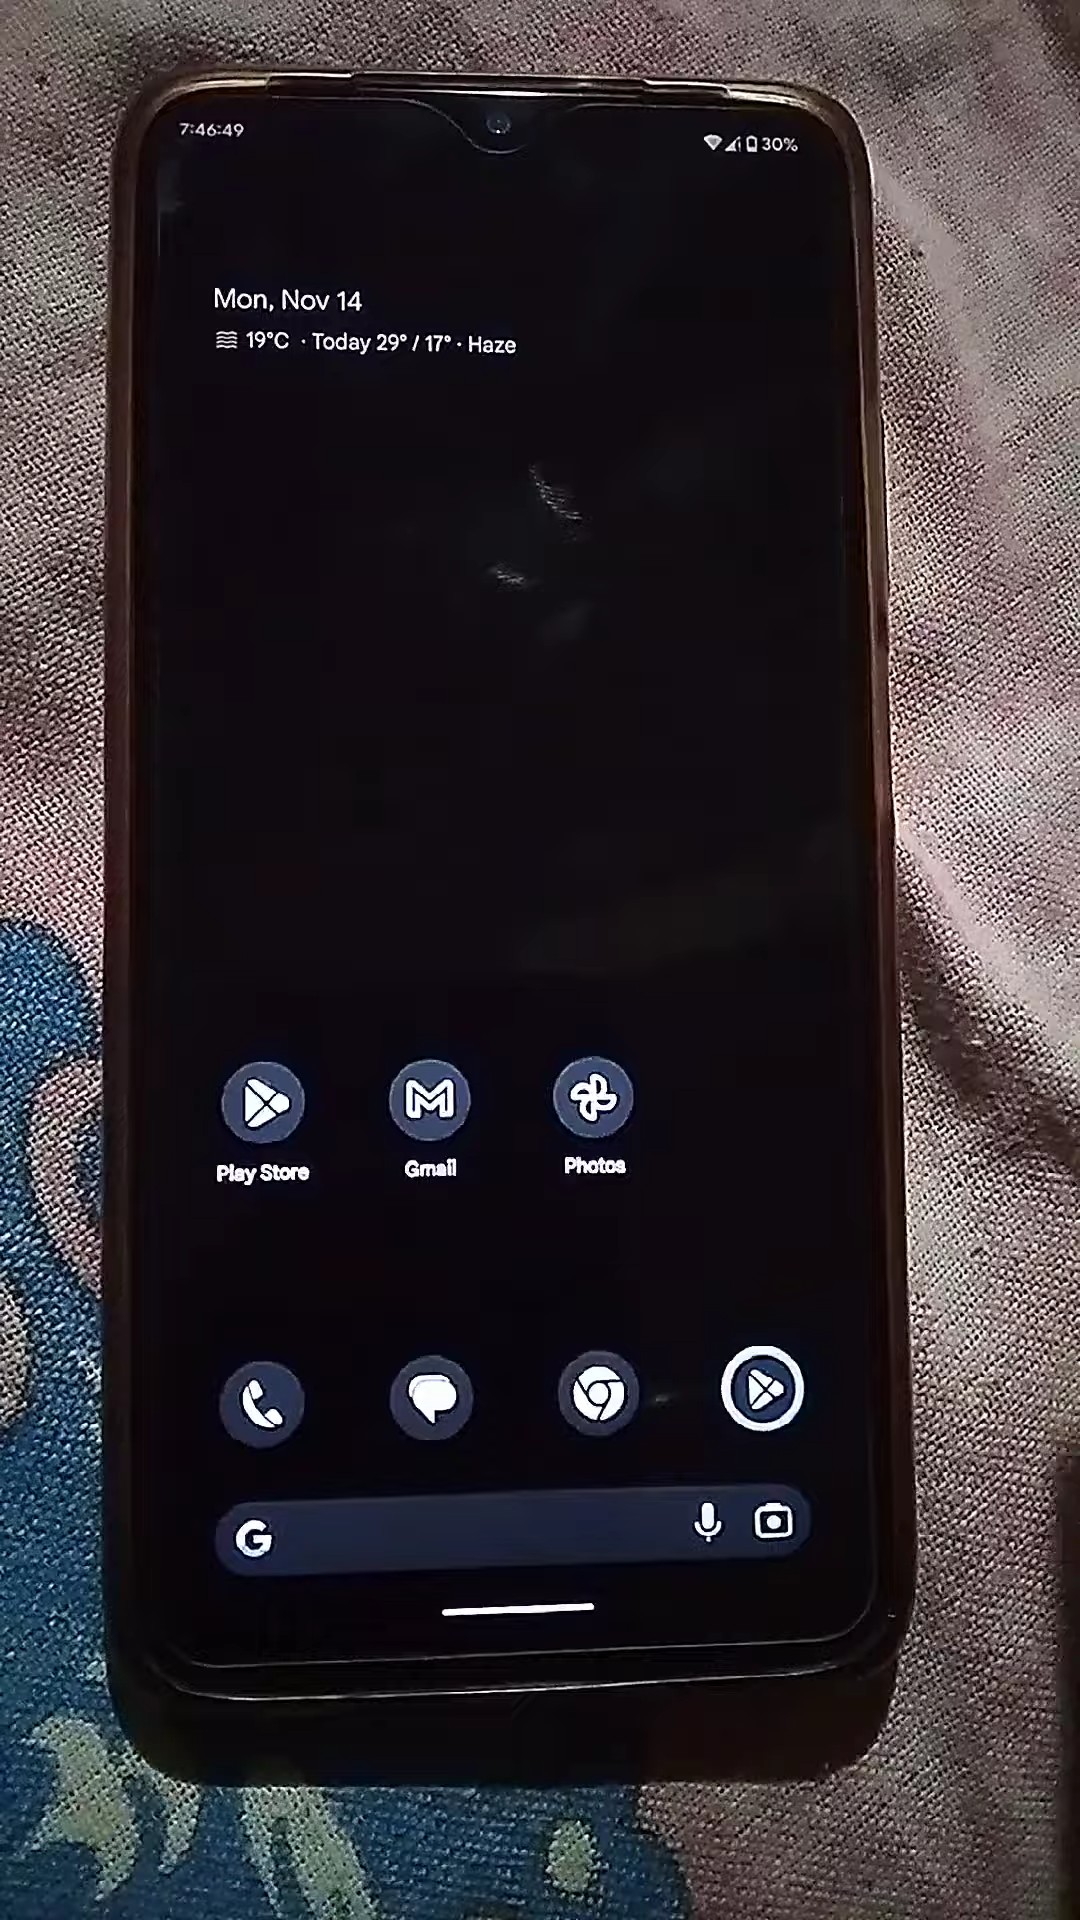 7:46:49
30%
Mon, Nov 14
19°C · Today 29° / 17° · Haze
Play Store
Gmail
Photos
G